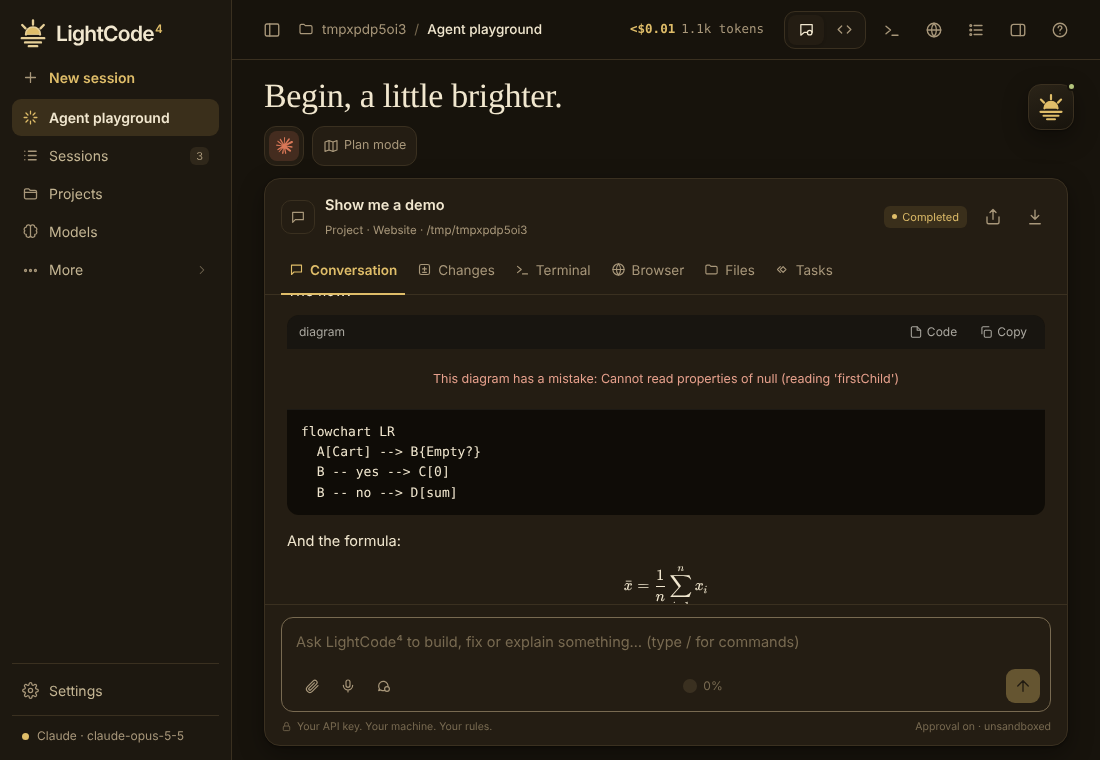 LightCode⁴
New session
Agent playground
Sessions 3
Projects
Models
More
Settings
Claude · claude-opus-5-5
tmpxpdp5oi3 / Agent playground
<$0.01 1.1k tokens
Begin, a little brighter.
Plan mode
Show me a demo
Project · Website · /tmp/tmpxpdp5oi3
Completed
Conversation Changes Terminal Browser Files Tasks
diagram Code Copy
This diagram has a mistake: Cannot read properties of null (reading 'firstChild')
flowchart LR
  A[Cart] --> B{Empty?}
  B -- yes --> C[0]
  B -- no --> D[sum]
And the formula:
x̄ = 1/n ∑ n xᵢ
Ask LightCode⁴ to build, fix or explain something... (type / for commands)
0%
Your API key. Your machine. Your rules.
Approval on · unsandboxed